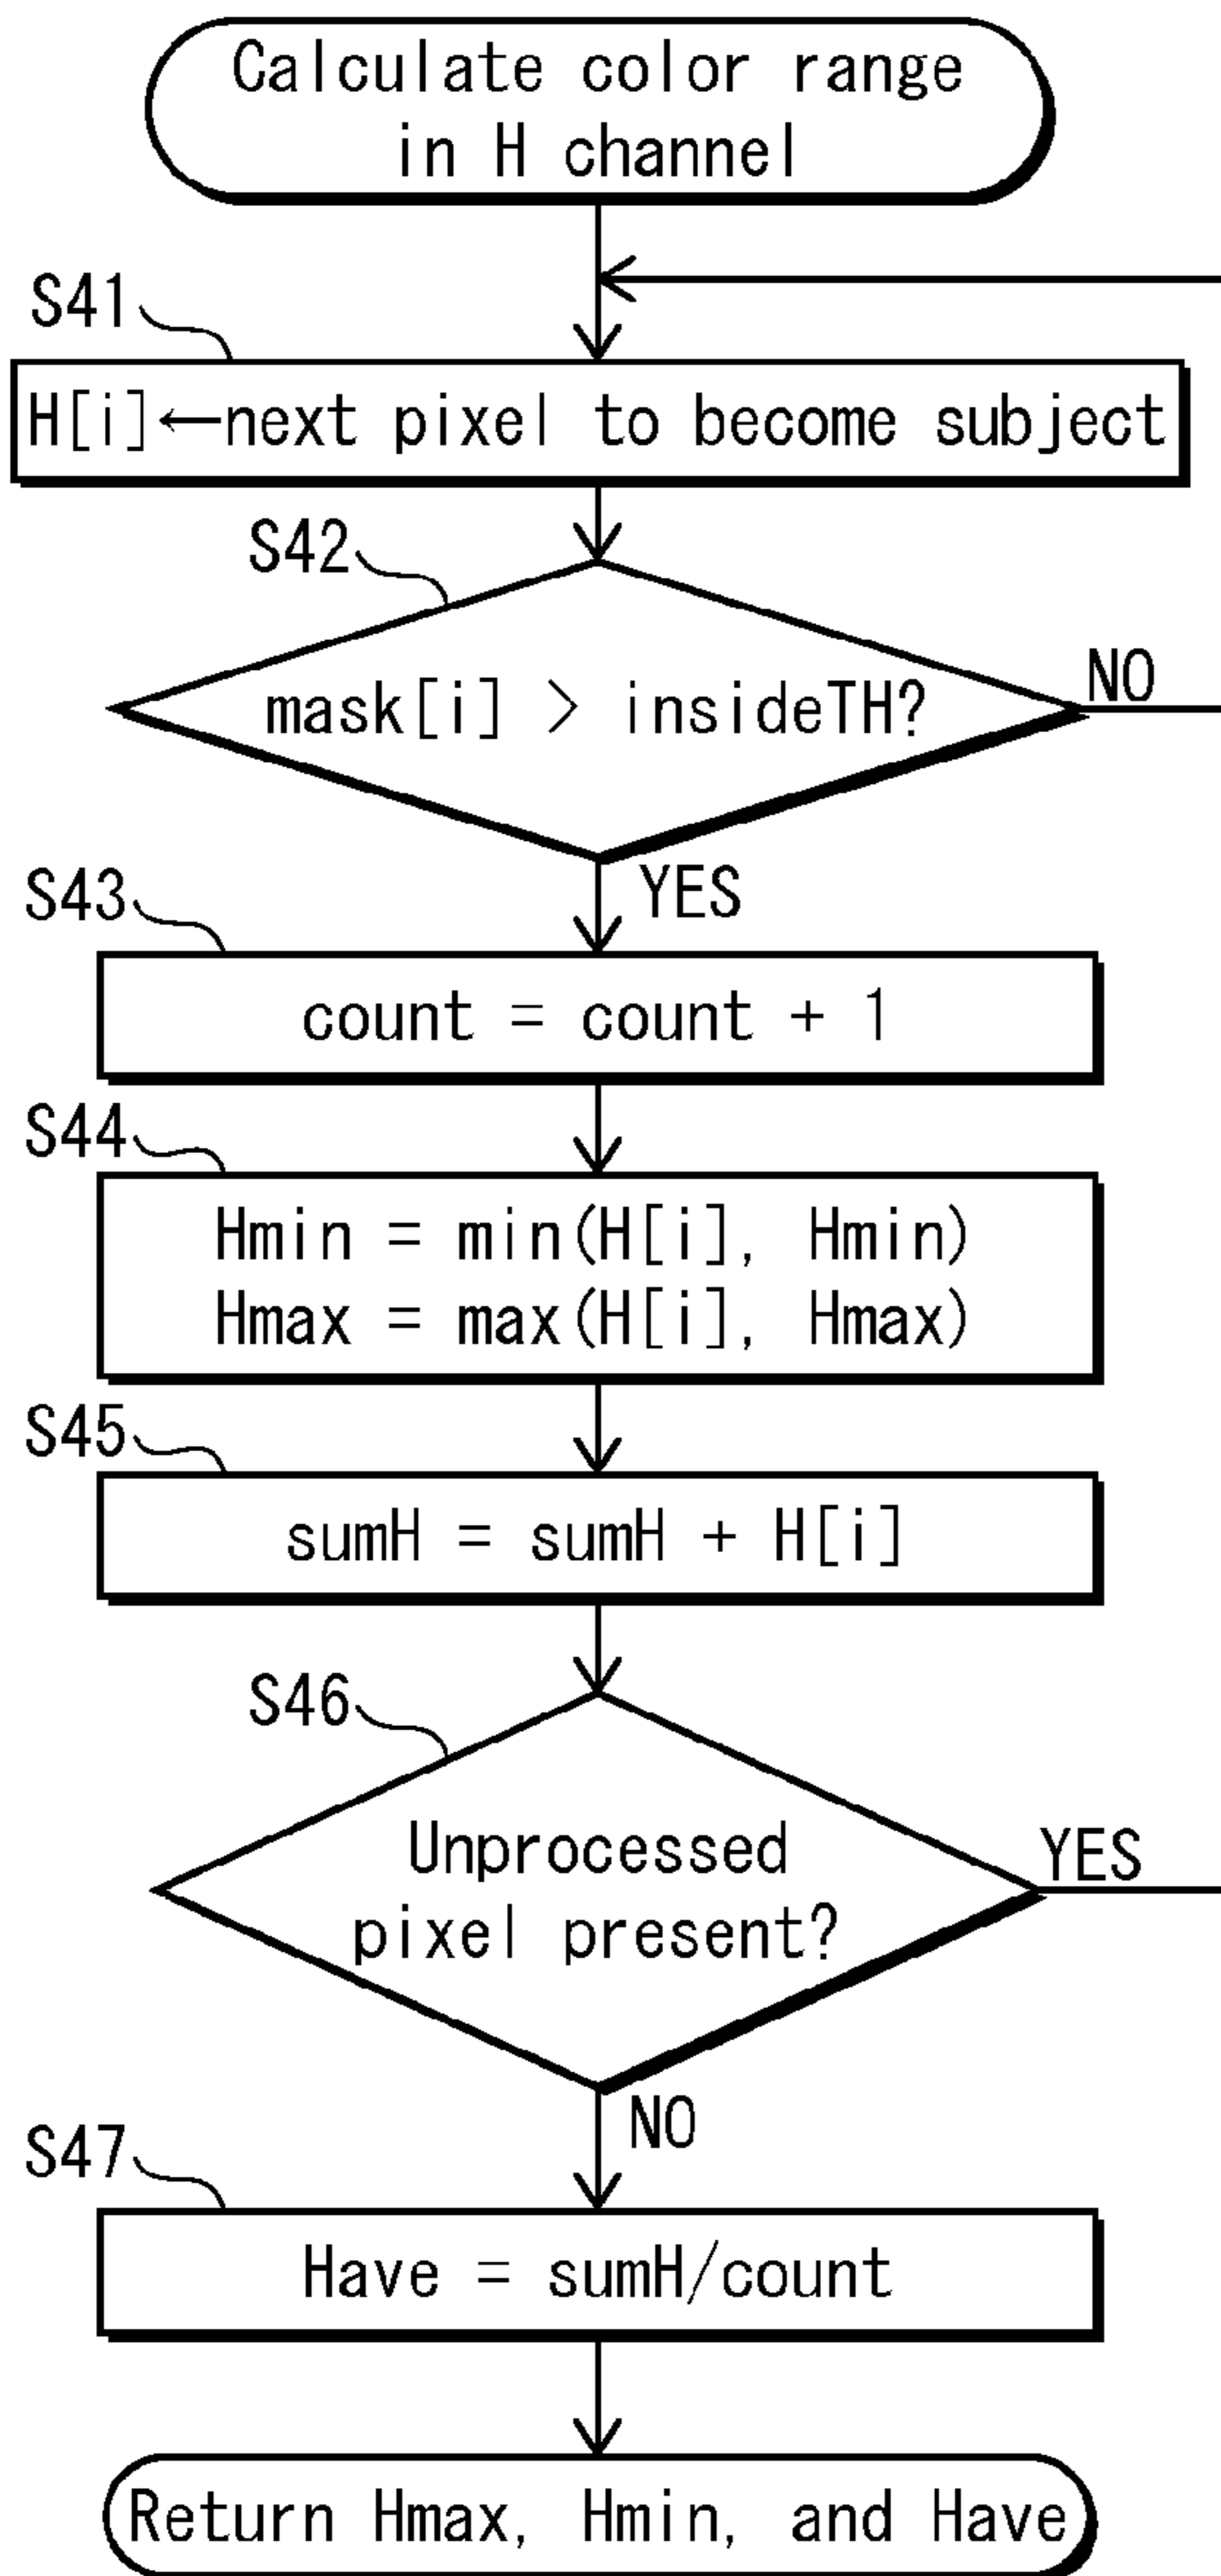 Calculate color range
in H channel
S41
H[i]←next pixel to become subject
S42
mask[i] > insideTH?
NO
YES
S43
count = count + 1
S44
Hmin = min(H[i], Hmin)
Hmax = max(H[i], Hmax)
S45
sumH = sumH + H[i]
S46
Unprocessed
pixel present?
YES
NO
S47
Have = sumH/count
Return Hmax, Hmin, and Have